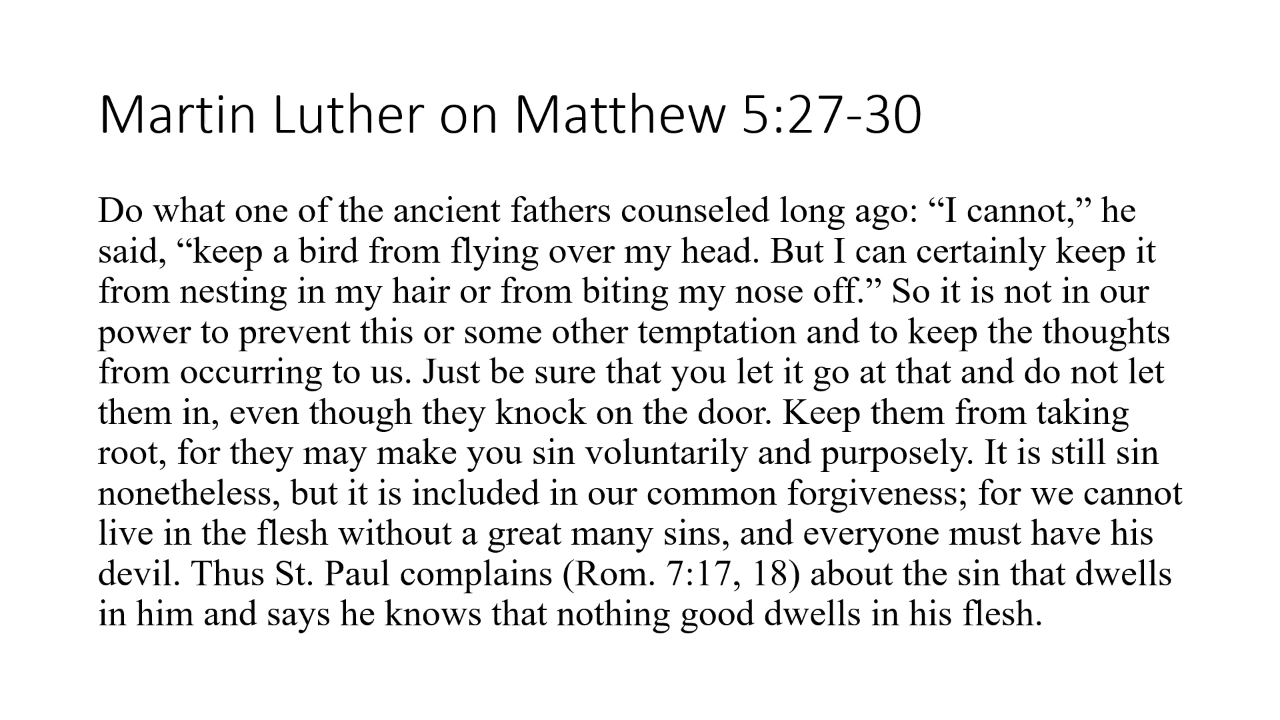 Martin Luther on Matthew 5:27-30
Do what one of the ancient fathers counseled long ago: “I cannot,” he
said, “keep a bird from flying over my head. But I can certainly keep it
from nesting in my hair or from biting my nose off.” So it is not in our
power to prevent this or some other temptation and to keep the thoughts
from occurring to us. Just be sure that you let it go at that and do not let
them in, even though they knock on the door. Keep them from taking
root, for they may make you sin voluntarily and purposely. It is still sin
nonetheless, but it is included in our common forgiveness; for we cannot
live in the flesh without a great many sins, and everyone must have his
devil. Thus St. Paul complains (Rom. 7:17, 18) about the sin that dwells
in him and says he knows that nothing good dwells in his flesh.